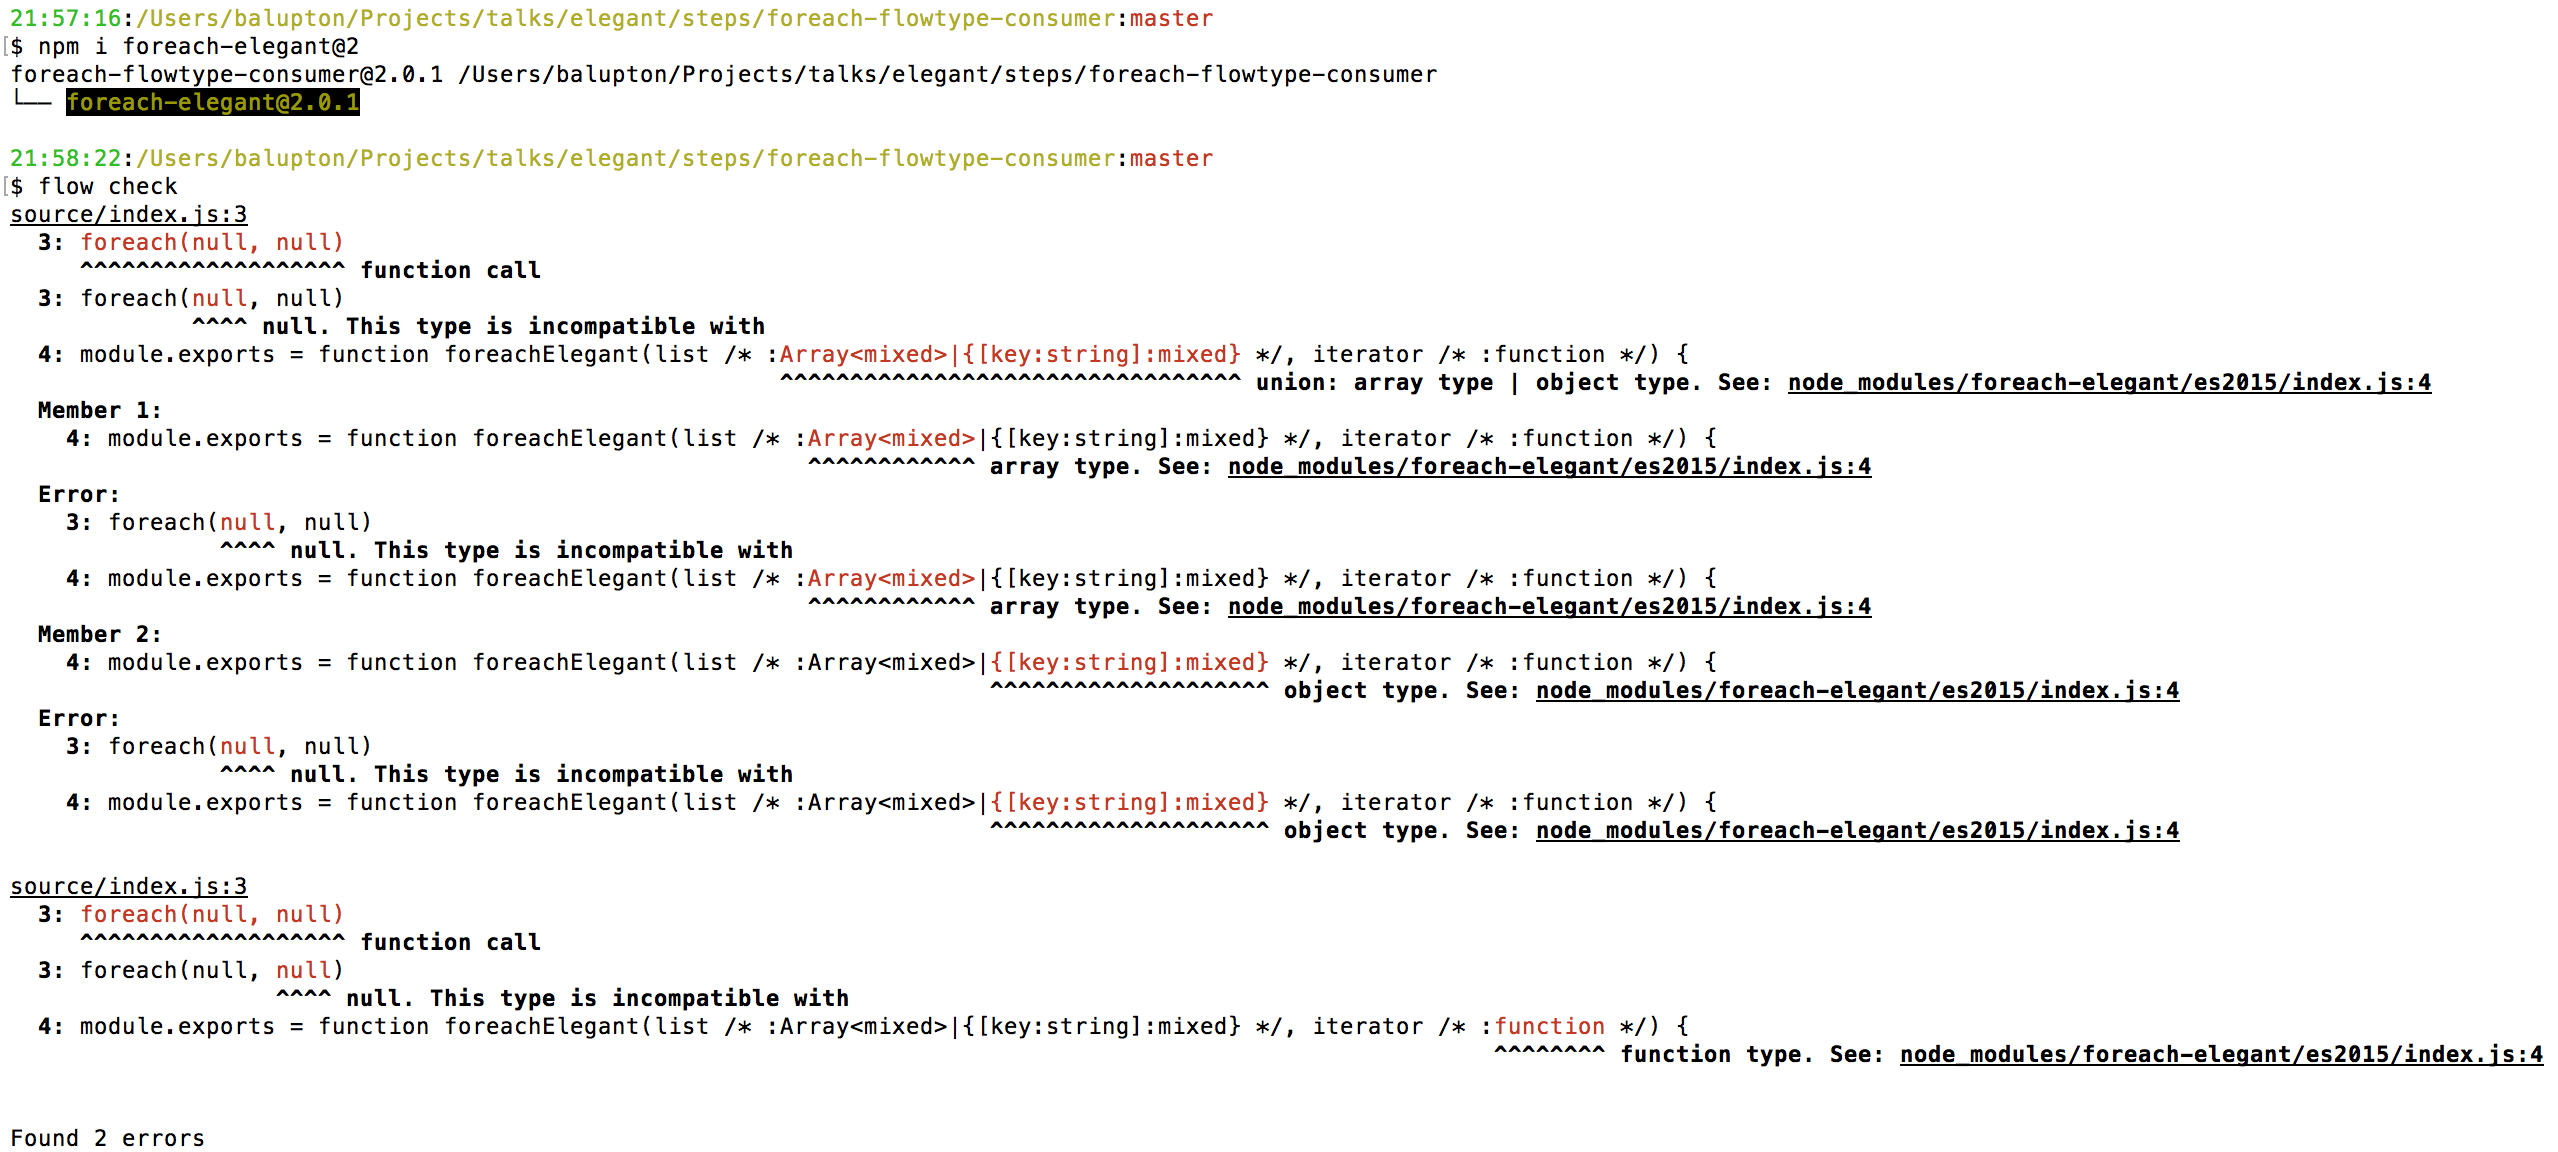 21:57:16:/Users/balupton/Projects/talks/elegant/steps/foreach-flowtype-consumer:master
[$ npm i foreach-elegant@2
foreach-flowtype-consumer@2.0.1 /Users/balupton/Projects/talks/elegant/steps/foreach-flowtype-consumer
└── foreach-elegant@2.0.1
21:58:22:/Users/balupton/Projects/talks/elegant/steps/foreach-flowtype-consumer:master
[$ flow check
source/index.js:3
  3: foreach(null, null)
     ^^^^^^^^^^^^^^^^^^^ function call
  3: foreach(null, null)
             ^^^^ null. This type is incompatible with
  4: module.exports = function foreachElegant(list /* :Array<mixed>|{[key:string]:mixed} */, iterator /* :function */) {
                                                       ^^^^^^^^^^^^^^^^^^^^^^^^^^^^^^^^^ union: array type | object type. See: node_modules/foreach-elegant/es2015/index.js:4
  Member 1:
    4: module.exports = function foreachElegant(list /* :Array<mixed>|{[key:string]:mixed} */, iterator /* :function */) {
                                                         ^^^^^^^^^^^^ array type. See: node_modules/foreach-elegant/es2015/index.js:4
  Error:
    3: foreach(null, null)
               ^^^^ null. This type is incompatible with
    4: module.exports = function foreachElegant(list /* :Array<mixed>|{[key:string]:mixed} */, iterator /* :function */) {
                                                         ^^^^^^^^^^^^ array type. See: node_modules/foreach-elegant/es2015/index.js:4
  Member 2:
    4: module.exports = function foreachElegant(list /* :Array<mixed>|{[key:string]:mixed} */, iterator /* :function */) {
                                                                      ^^^^^^^^^^^^^^^^^^^^ object type. See: node_modules/foreach-elegant/es2015/index.js:4
  Error:
    3: foreach(null, null)
               ^^^^ null. This type is incompatible with
    4: module.exports = function foreachElegant(list /* :Array<mixed>|{[key:string]:mixed} */, iterator /* :function */) {
                                                                      ^^^^^^^^^^^^^^^^^^^^ object type. See: node_modules/foreach-elegant/es2015/index.js:4
source/index.js:3
  3: foreach(null, null)
     ^^^^^^^^^^^^^^^^^^^ function call
  3: foreach(null, null)
                   ^^^^ null. This type is incompatible with
  4: module.exports = function foreachElegant(list /* :Array<mixed>|{[key:string]:mixed} */, iterator /* :function */) {
                                                                                                          ^^^^^^^^ function type. See: node_modules/foreach-elegant/es2015/index.js:4
Found 2 errors